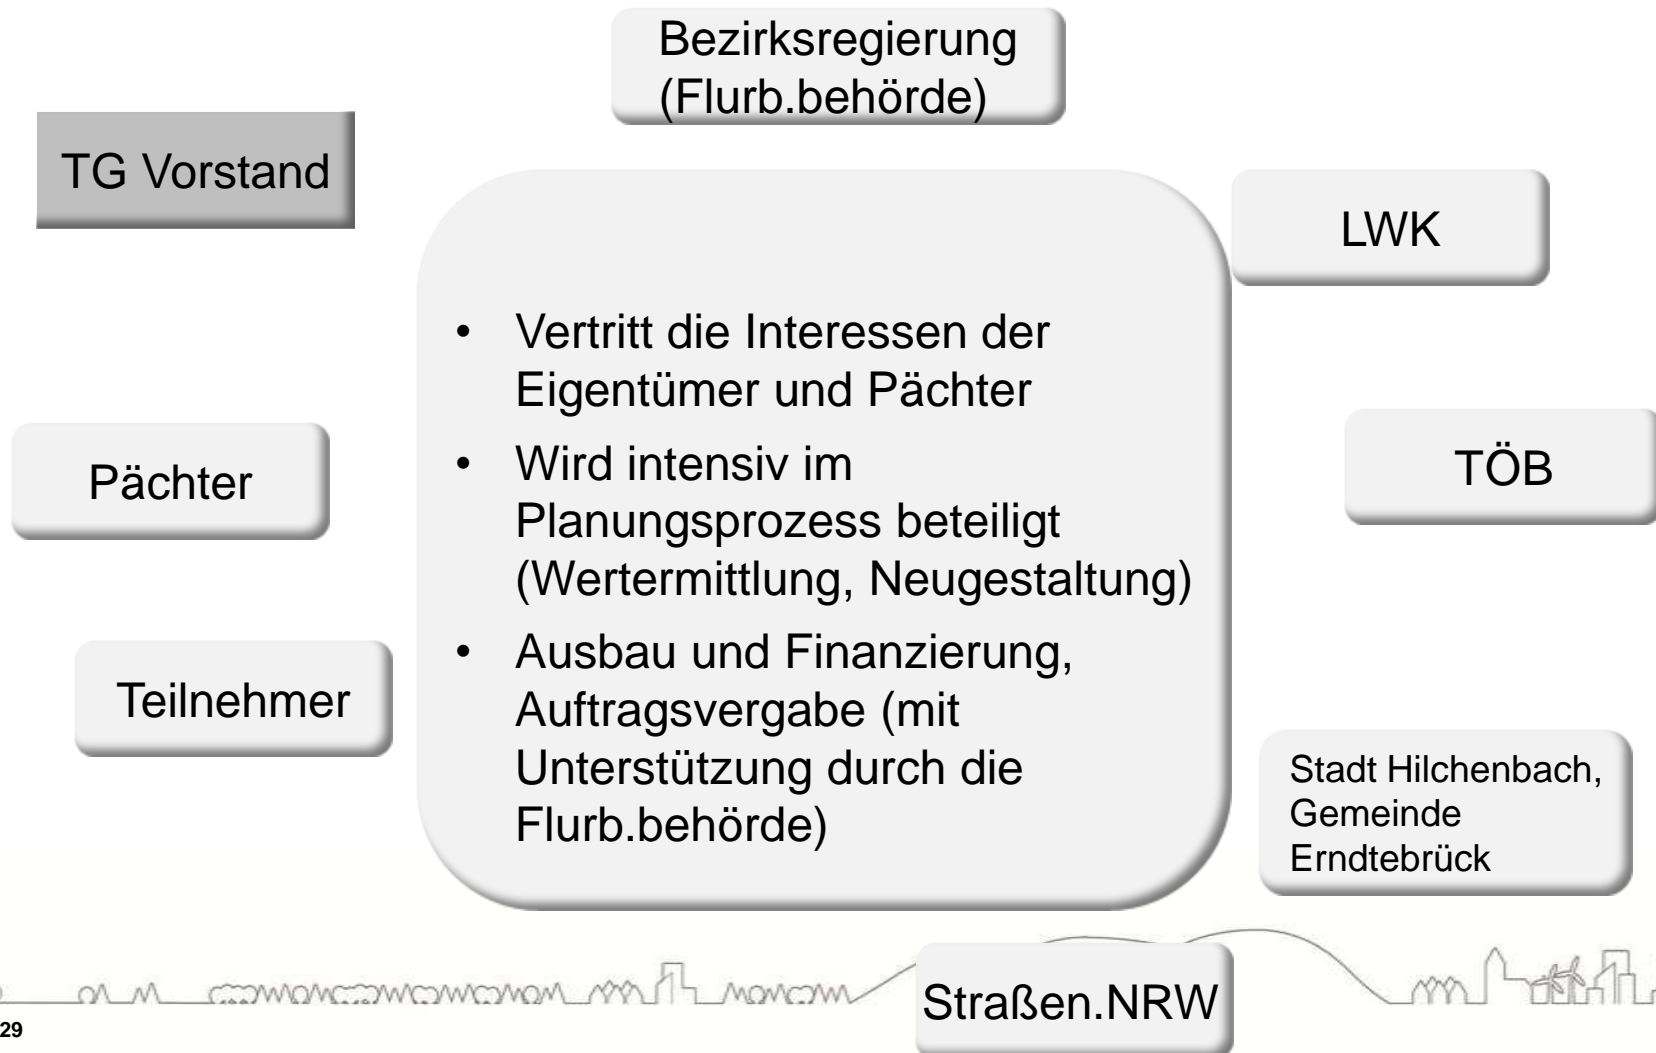 Bezirksregierung
(Flurb.behörde)
TG Vorstand
LWK
• Vertritt die Interessen der
Eigentümer und Pächter
• Wird intensiv im
Planungsprozess beteiligt
(Wertermittlung, Neugestaltung)
• Ausbau und Finanzierung,
Auftragsvergabe (mit
Unterstützung durch die
Flurb.behörde)
Pächter
TÖB
Teilnehmer
Stadt Hilchenbach,
Gemeinde
Erndtebrück
Straßen.NRW
29